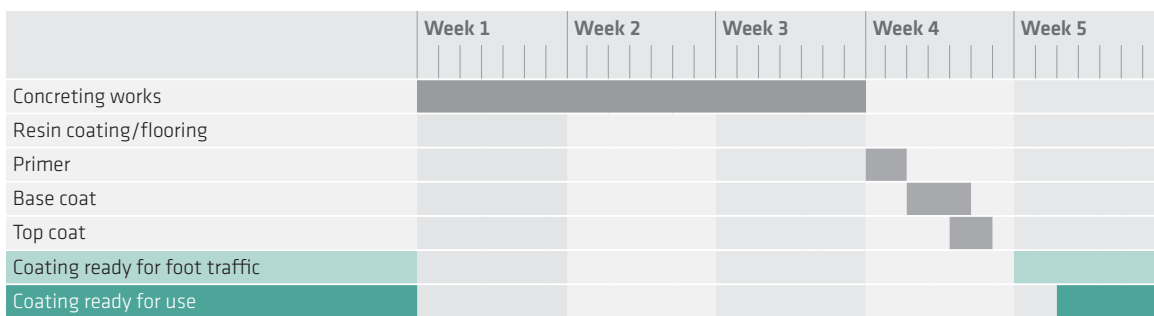 Week 1 Week 2 Week 3 Week 4 Week 5
Concreting works
Resin coating/flooring
Primer
Base coat
Top coat
Coating ready for foot traffic
Coating ready for use